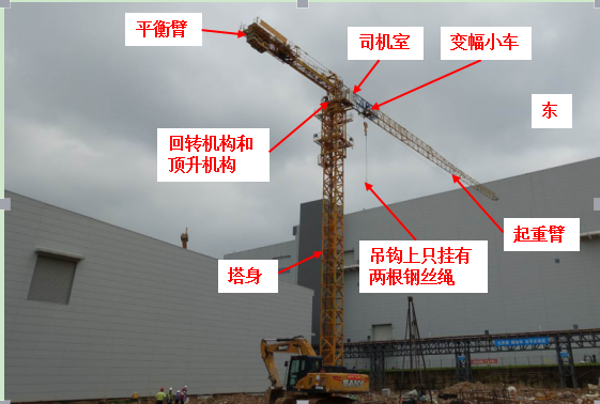 平衡臂
司机室
变幅小车
东
回转机构和
顶升机构
起重臂
吊钩上只挂有
两根钢丝绳
塔身